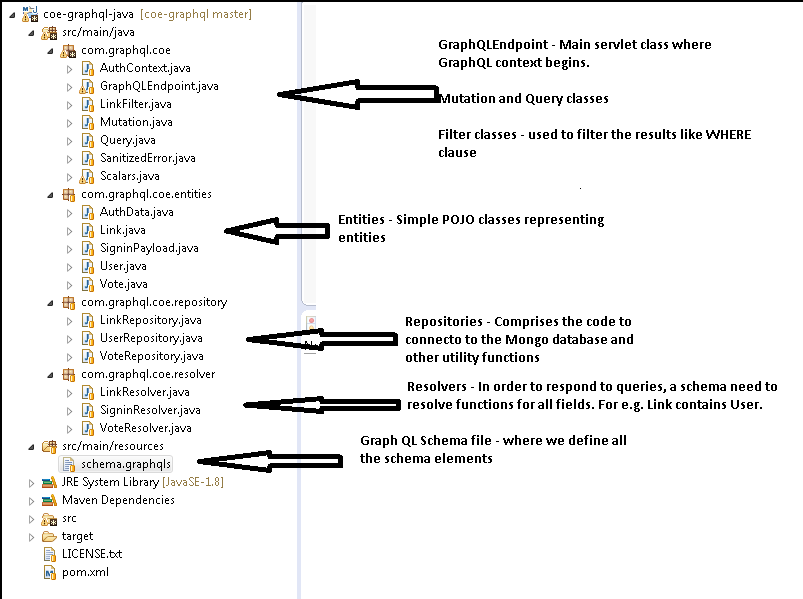 coe-graphql-java [coe-graphql master]
src/main/java
com.graphql.coe
AuthContext.java
GraphQLEndpoint.java
LinkFilter.java
Mutation.java
Query.java
SanitizedError.java
Scalars.java
com.graphql.coe.entities
AuthData.java
Link.java
SigninPayload.java
User.java
Vote.java
com.graphql.coe.repository
LinkRepository.java
UserRepository.java
VoteRepository.java
com.graphql.coe.resolver
LinkResolver.java
SigninResolver.java
VoteResolver.java
src/main/resources
schema.graphqls
JRE System Library [JavaSE-1.8]
Maven Dependencies
src
target
LICENSE.txt
pom.xml
GraphQLEndpoint - Main servlet class where
GraphQL context begins.
Mutation and Query classes
Filter classes - used to filter the results like WHERE
clause
Entities - Simple POJO classes representing
entities
Repositories - Comprises the code to
connecto to the Mongo database and
other utility functions
Resolvers - In order to respond to queries, a schema need to
resolve functions for all fields. For e.g. Link contains User.
Graph QL Schema file - where we define all
the schema elements